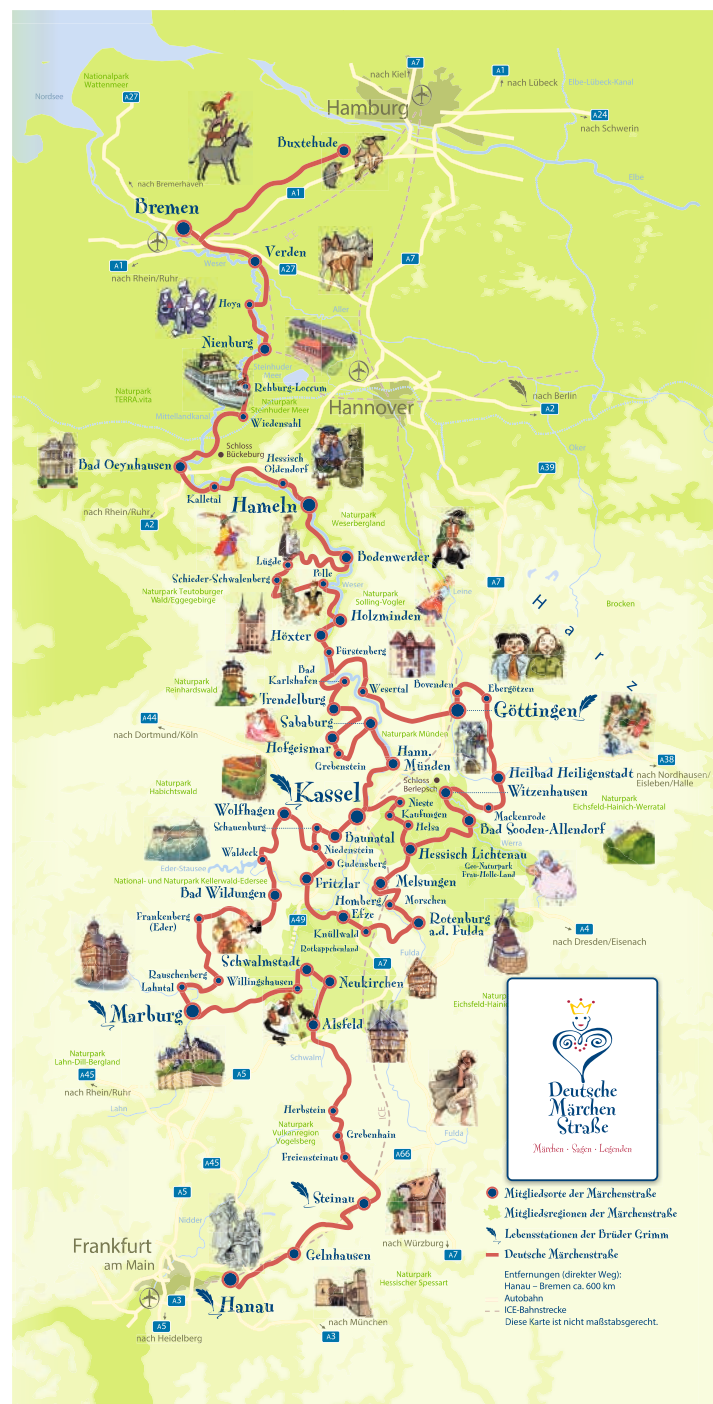 A7
nach Kiel
A1
nach Lübeck
Elbe-Lübeck-Kanal
Nationalpark
Wattenmeer
Nordsee
A27
Hamburg
A24
nach Schwerin
Buxtehude
Elbe
nach Bremerhaven
A1
Bremen
ICE
Verden
A1
Weser
A27
A7
nach Rhein/Ruhr
Hoya
Aller
Nienburg
Steinhuder
Meer
Rehburg-Loccum
Naturpark
TERRA.vita
Naturpark
Steinhuder Meer
nach Berlin
A2
Hannover
Mittellandkanal
Wiedensahl
Schloss
Bückeburg
Oker
Bad Oeynhausen
Hessisch
Oldendorf
A39
Kalletal
Hameln
nach Rhein/Ruhr
A2
Naturpark
Weserbergland
Bodenwerder
Lügde
Polle
Schieder-Schwalenberg
Weser
A7
Naturpark Teutoburger
Wald/Eggegebirge
Naturpark
Solling-Vogler
Leine
Harz
Brocken
Holzminden
Höxter
Fürstenberg
Bad
Karlshafen
Naturpark
Reinhardswald
Wesertal
Bovenden
Ebergötzen
Trendelburg
Göttingen
A44
nach Dortmund/Köln
Sababurg
Naturpark Münden
Hofgeismar
Grebenstein
Hann.
Münden
A38
nach Nordhausen/
Eisleben/Halle
Heilbad Heiligenstadt
Schloss
Berlepsch
Witzenhausen
Naturpark
Habichtswald
Kassel
Naturpark
Eichsfeld-Hainich-Werratal
Nieste
Wolfhagen
Kaufungen
Mackenrode
Schauenburg
Helsa
Bad Sooden-Allendorf
Baunatal
Werra
Niedenstein
Waldeck
Hessisch Lichtenau
Gudensberg
Geo-Naturpark
Frau-Holle-Land
Eder-Stausee
National- und Naturpark Kellerwald-Edersee
Fritzlar
Melsungen
Bad Wildungen
Homberg
Efze
Morschen
Frankenberg
(Eder)
A49
Rotenburg
a.d. Fulda
Knüllwald
A4
nach Dresden/Eisenach
Rotkäppchenland
Fulda
Schwalmstadt
A7
Rauschenberg
Lahntal
Willingshausen
Neukirchen
Marburg
Alsfeld
Naturp
Eichsfeld-Haini
Naturpark
Lahn-Dill-Bergland
A45
nach Rhein/Ruhr
A5
Schwalm
Lahn
Herbstein
Naturpark
Vulkanregion
Vogelsberg
ICE
Grebenhain
Fulda
Freiensteinau
A45
A66
A5
Steinau
Nidder
nach Würzburg
A7
Frankfurt
am Main
Gelnhausen
Hanau
Naturpark
Hessischer Spessart
A3
A5
nach Heidelberg
nach München
A3
Deutsche
Märchen
Straße
Märchen · Sagen · Legenden
Mitgliedsorte der Märchenstraße
Mitgliedsregionen der Märchenstraße
Lebensstationen der Brüder Grimm
Deutsche Märchenstraße
Entfernungen (direkter Weg):
Hanau – Bremen ca. 600 km
Autobahn
ICE-Bahnstrecke
Diese Karte ist nicht maßstabsgerecht.